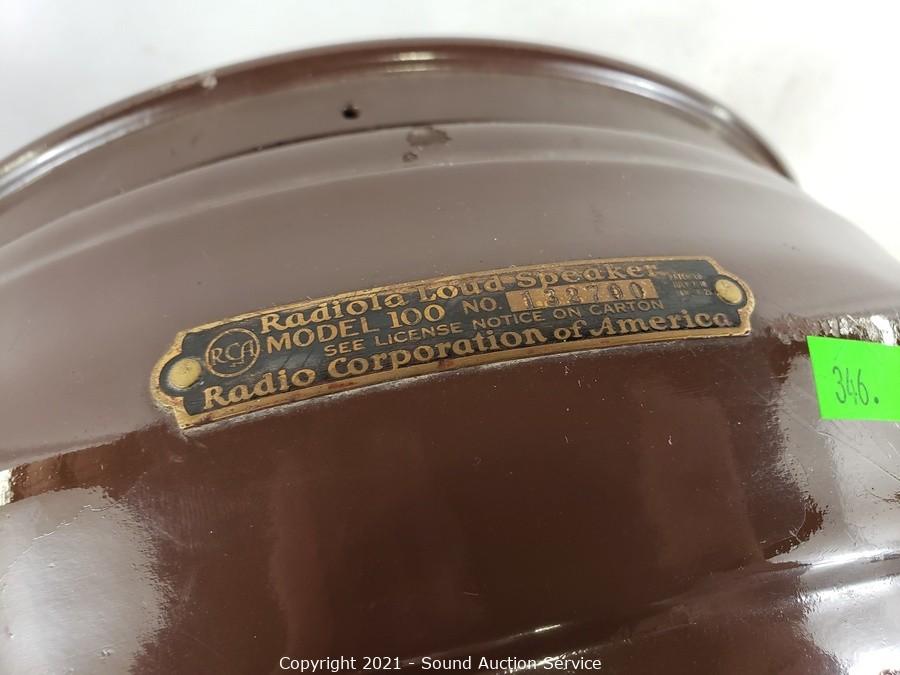 Radiola Loud Speaker
RCA MODEL 100 NO. 132790
SEE LICENSE NOTICE ON CARTON
Radio Corporation of America
346.
Copyright 2021 - Sound Auction Service